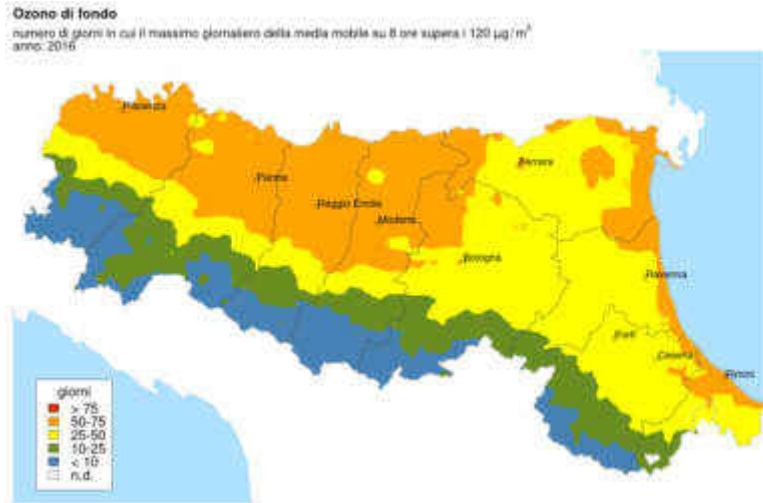 Ozono di fondo
numero di giorni in cui il massimo giornaliero della media mobile su 8 ore supera i 120 µg/m³
anno: 2016
Piacenza
Parma
Reggio Emilia
Modena
Ferrara
Bologna
Ravenna
Forlì
Cesena
Rimini
giorni
> 75
50-75
25-50
10-25
< 10
n.d.